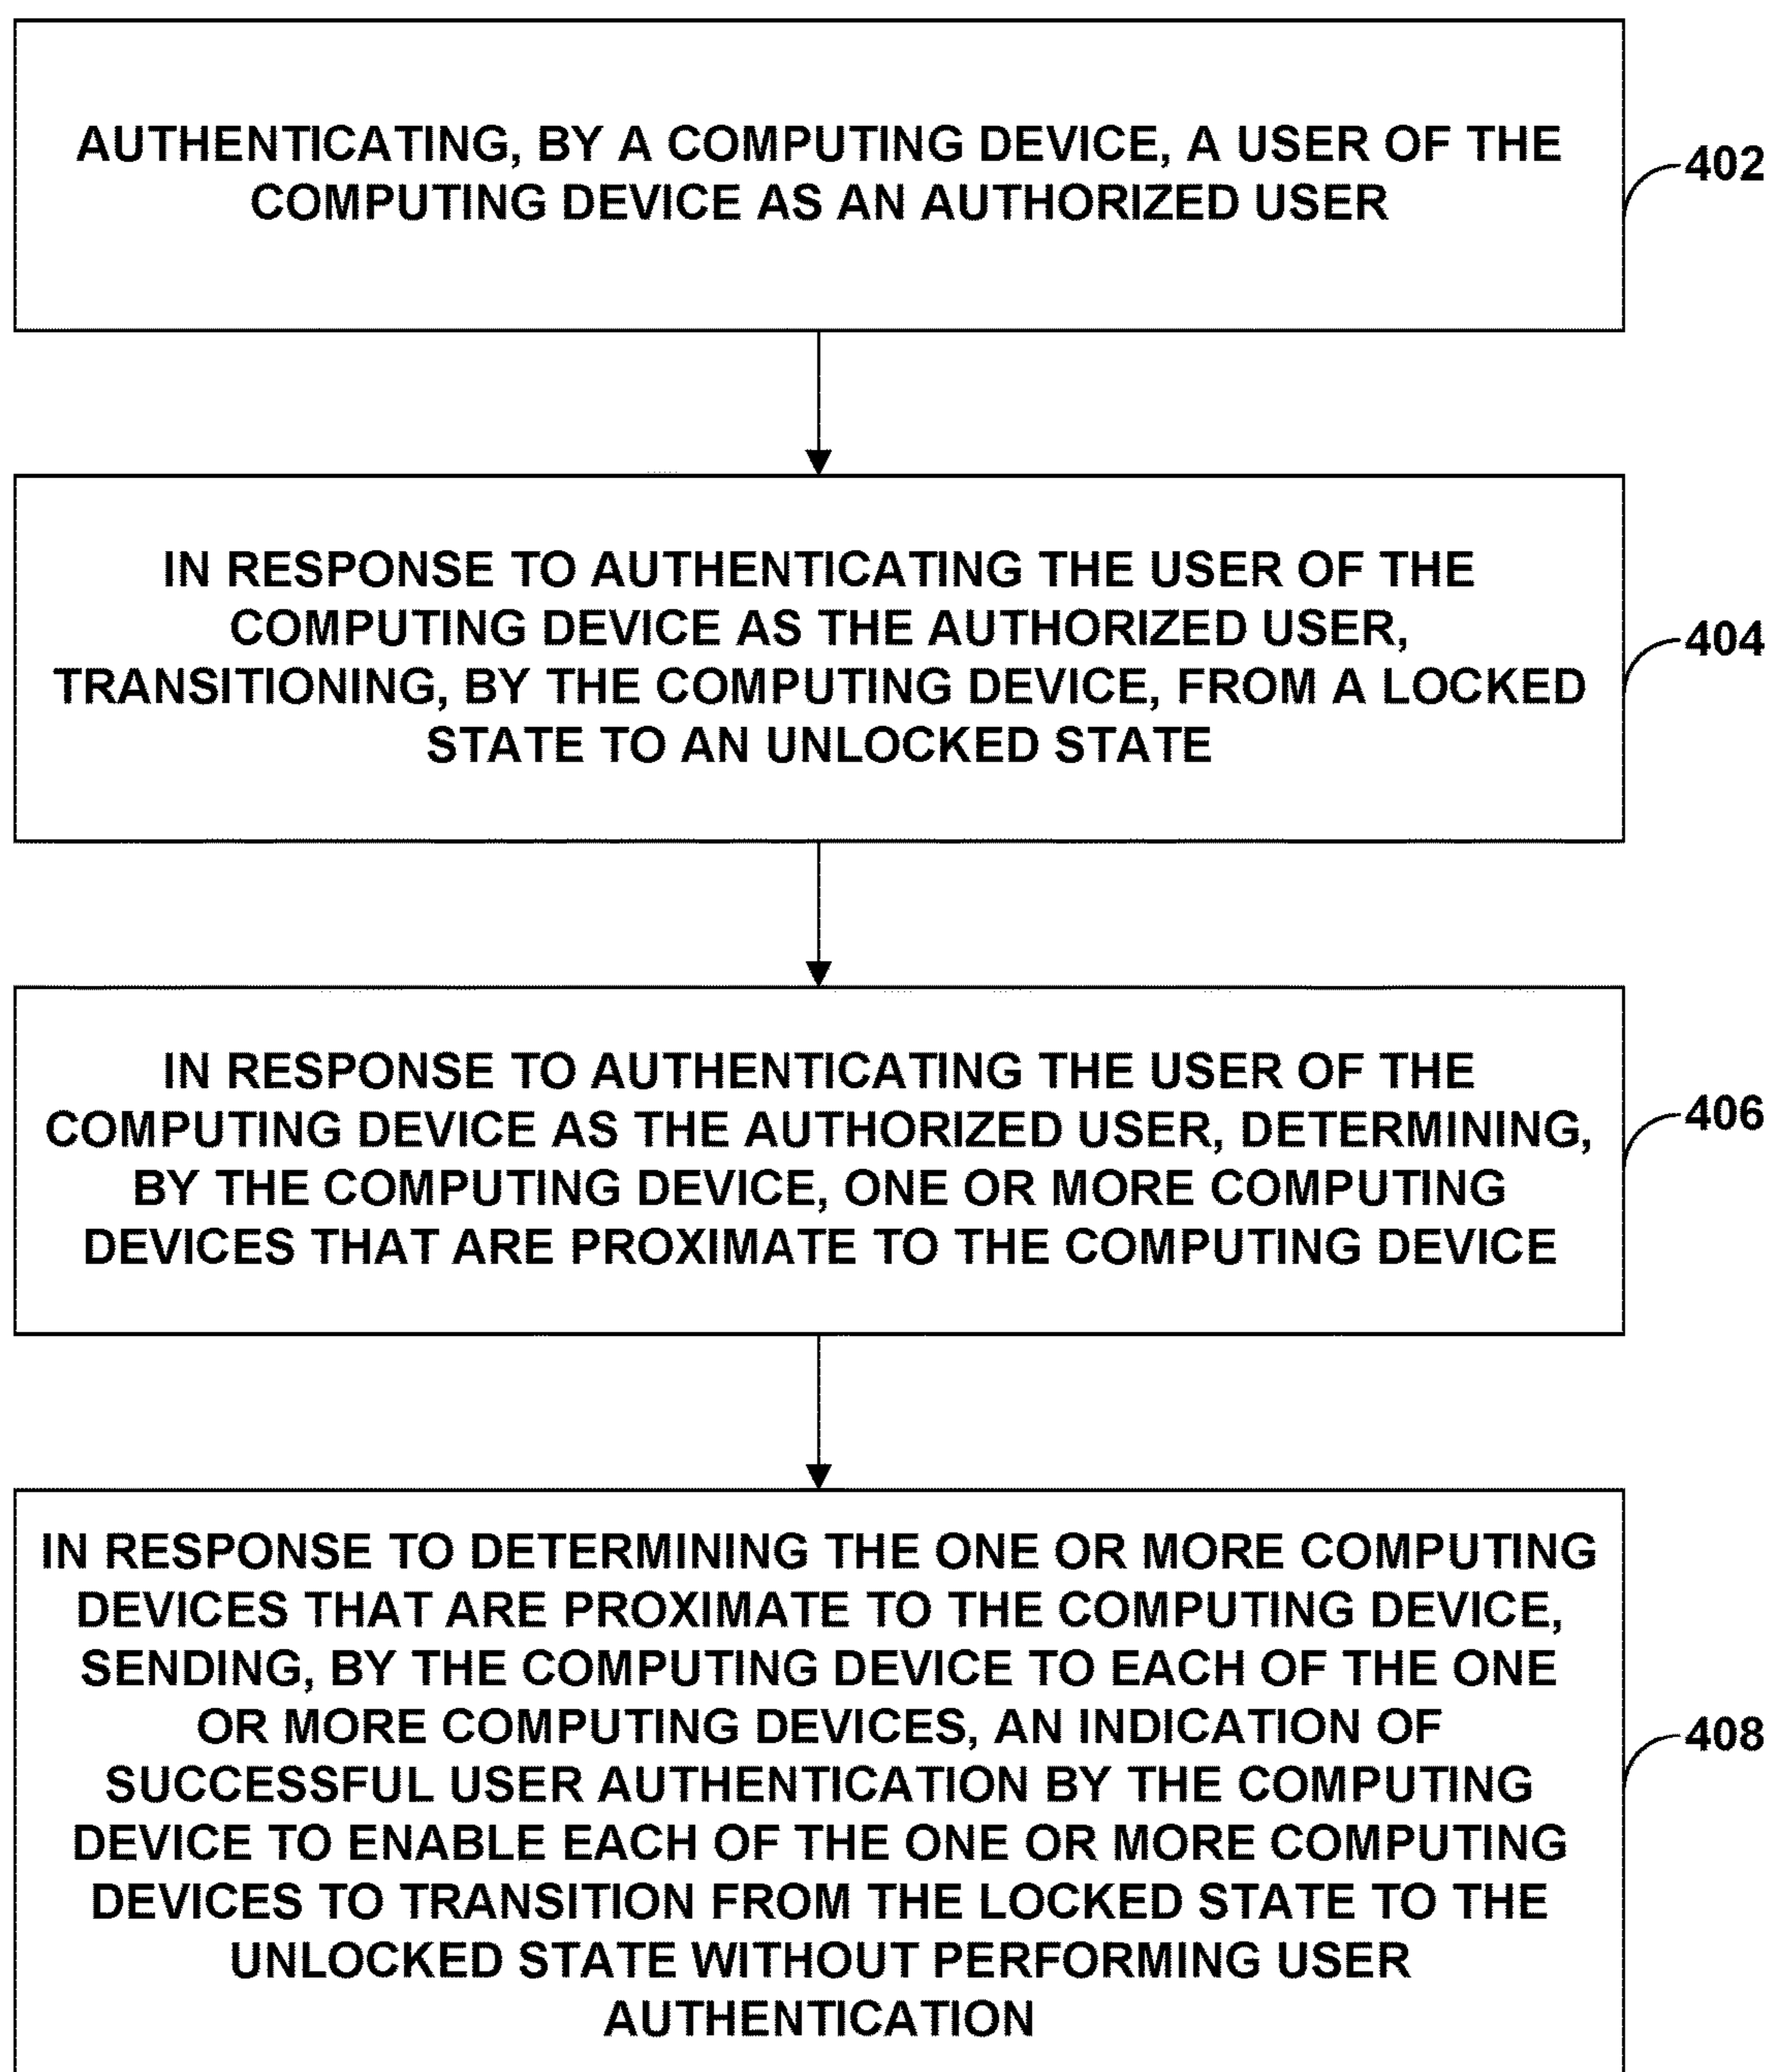 AUTHENTICATING, BY A COMPUTING DEVICE, A USER OF THE
COMPUTING DEVICE AS AN AUTHORIZED USER
402
IN RESPONSE TO AUTHENTICATING THE USER OF THE
COMPUTING DEVICE AS THE AUTHORIZED USER,
TRANSITIONING, BY THE COMPUTING DEVICE, FROM A LOCKED
STATE TO AN UNLOCKED STATE
404
IN RESPONSE TO AUTHENTICATING THE USER OF THE
COMPUTING DEVICE AS THE AUTHORIZED USER, DETERMINING,
BY THE COMPUTING DEVICE, ONE OR MORE COMPUTING
DEVICES THAT ARE PROXIMATE TO THE COMPUTING DEVICE
406
IN RESPONSE TO DETERMINING THE ONE OR MORE COMPUTING
DEVICES THAT ARE PROXIMATE TO THE COMPUTING DEVICE,
SENDING, BY THE COMPUTING DEVICE TO EACH OF THE ONE
OR MORE COMPUTING DEVICES, AN INDICATION OF
SUCCESSFUL USER AUTHENTICATION BY THE COMPUTING
DEVICE TO ENABLE EACH OF THE ONE OR MORE COMPUTING
DEVICES TO TRANSITION FROM THE LOCKED STATE TO THE
UNLOCKED STATE WITHOUT PERFORMING USER
AUTHENTICATION
408